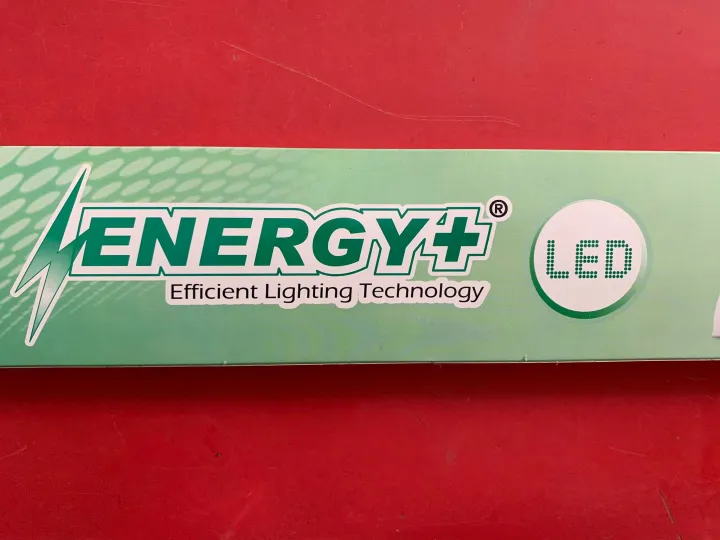 ENERGY+®
Efficient Lighting Technology
LED